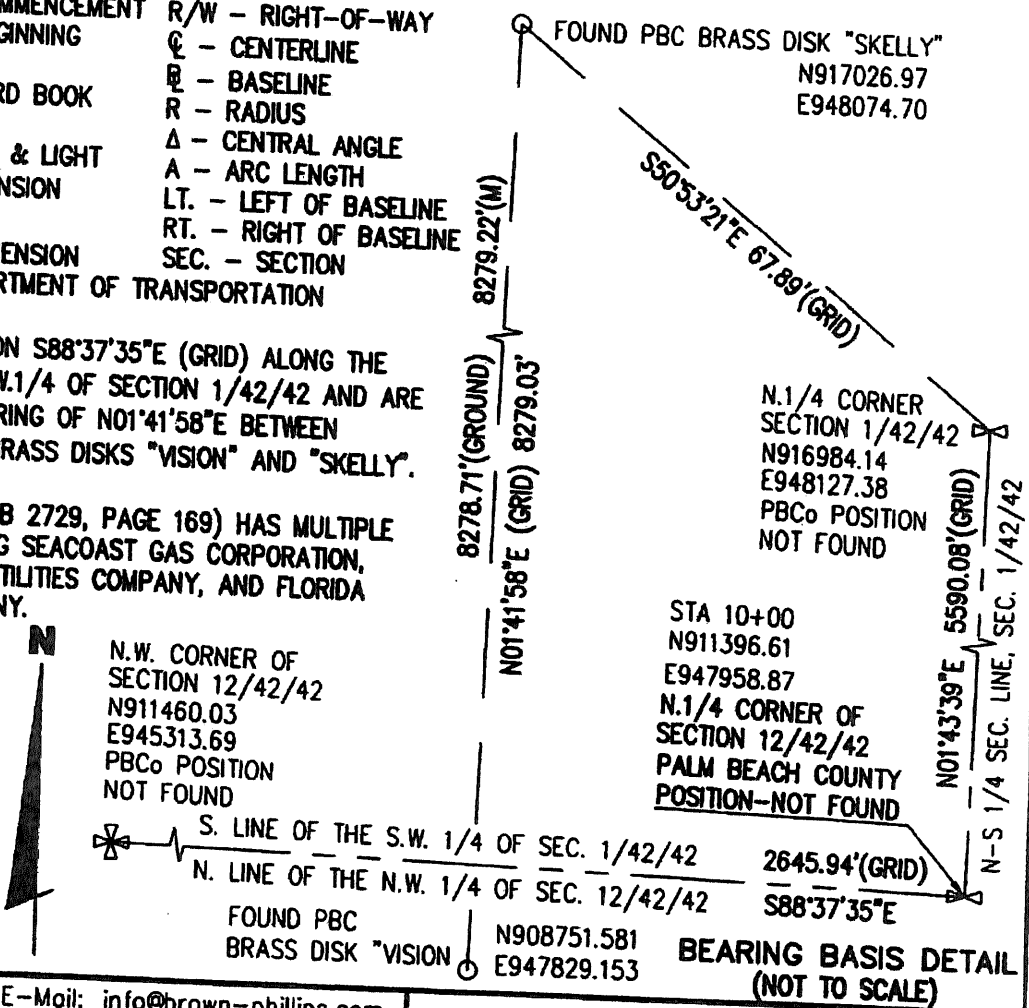 MMENCEMENT
GINNING
RD BOOK
& LIGHT
NSION
ENSION
RTMENT OF TRANSPORTATION
R/W – RIGHT–OF–WAY
℄ – CENTERLINE
– BASELINE
R – RADIUS
Δ – CENTRAL ANGLE
A – ARC LENGTH
LT. – LEFT OF BASELINE
RT. – RIGHT OF BASELINE
SEC. – SECTION
ON S88°37'35"E (GRID) ALONG THE
W.1/4 OF SECTION 1/42/42 AND ARE
RING OF N01°41'58"E BETWEEN
RASS DISKS "VISION" AND "SKELLY".
B 2729, PAGE 169) HAS MULTIPLE
G SEACOAST GAS CORPORATION,
TILITIES COMPANY, AND FLORIDA
NY.
FOUND PBC BRASS DISK "SKELLY"
N917026.97
E948074.70
S50°53'21"E 67.89'(GRID)
8279.22'(M)
8278.71'(GROUND)
N01°41'58"E (GRID) 8279.03'
N.1/4 CORNER
SECTION 1/42/42
N916984.14
E948127.38
PBCo POSITION
NOT FOUND
N01°43'39"E 5590.08'(GRID)
N–S 1/4 SEC. LINE, SEC. 1/42/42
STA 10+00
N911396.61
E947958.87
N.1/4 CORNER OF
SECTION 12/42/42
PALM BEACH COUNTY
POSITION–NOT FOUND
N
N.W. CORNER OF
SECTION 12/42/42
N911460.03
E945313.69
PBCo POSITION
NOT FOUND
S. LINE OF THE S.W. 1/4 OF SEC. 1/42/42
N. LINE OF THE N.W. 1/4 OF SEC. 12/42/42
2645.94'(GRID)
S88°37'35"E
FOUND PBC
BRASS DISK "VISION
N908751.581
E947829.153
BEARING BASIS DETAIL
(NOT TO SCALE)
E–Mail: info@brown–phillips.com